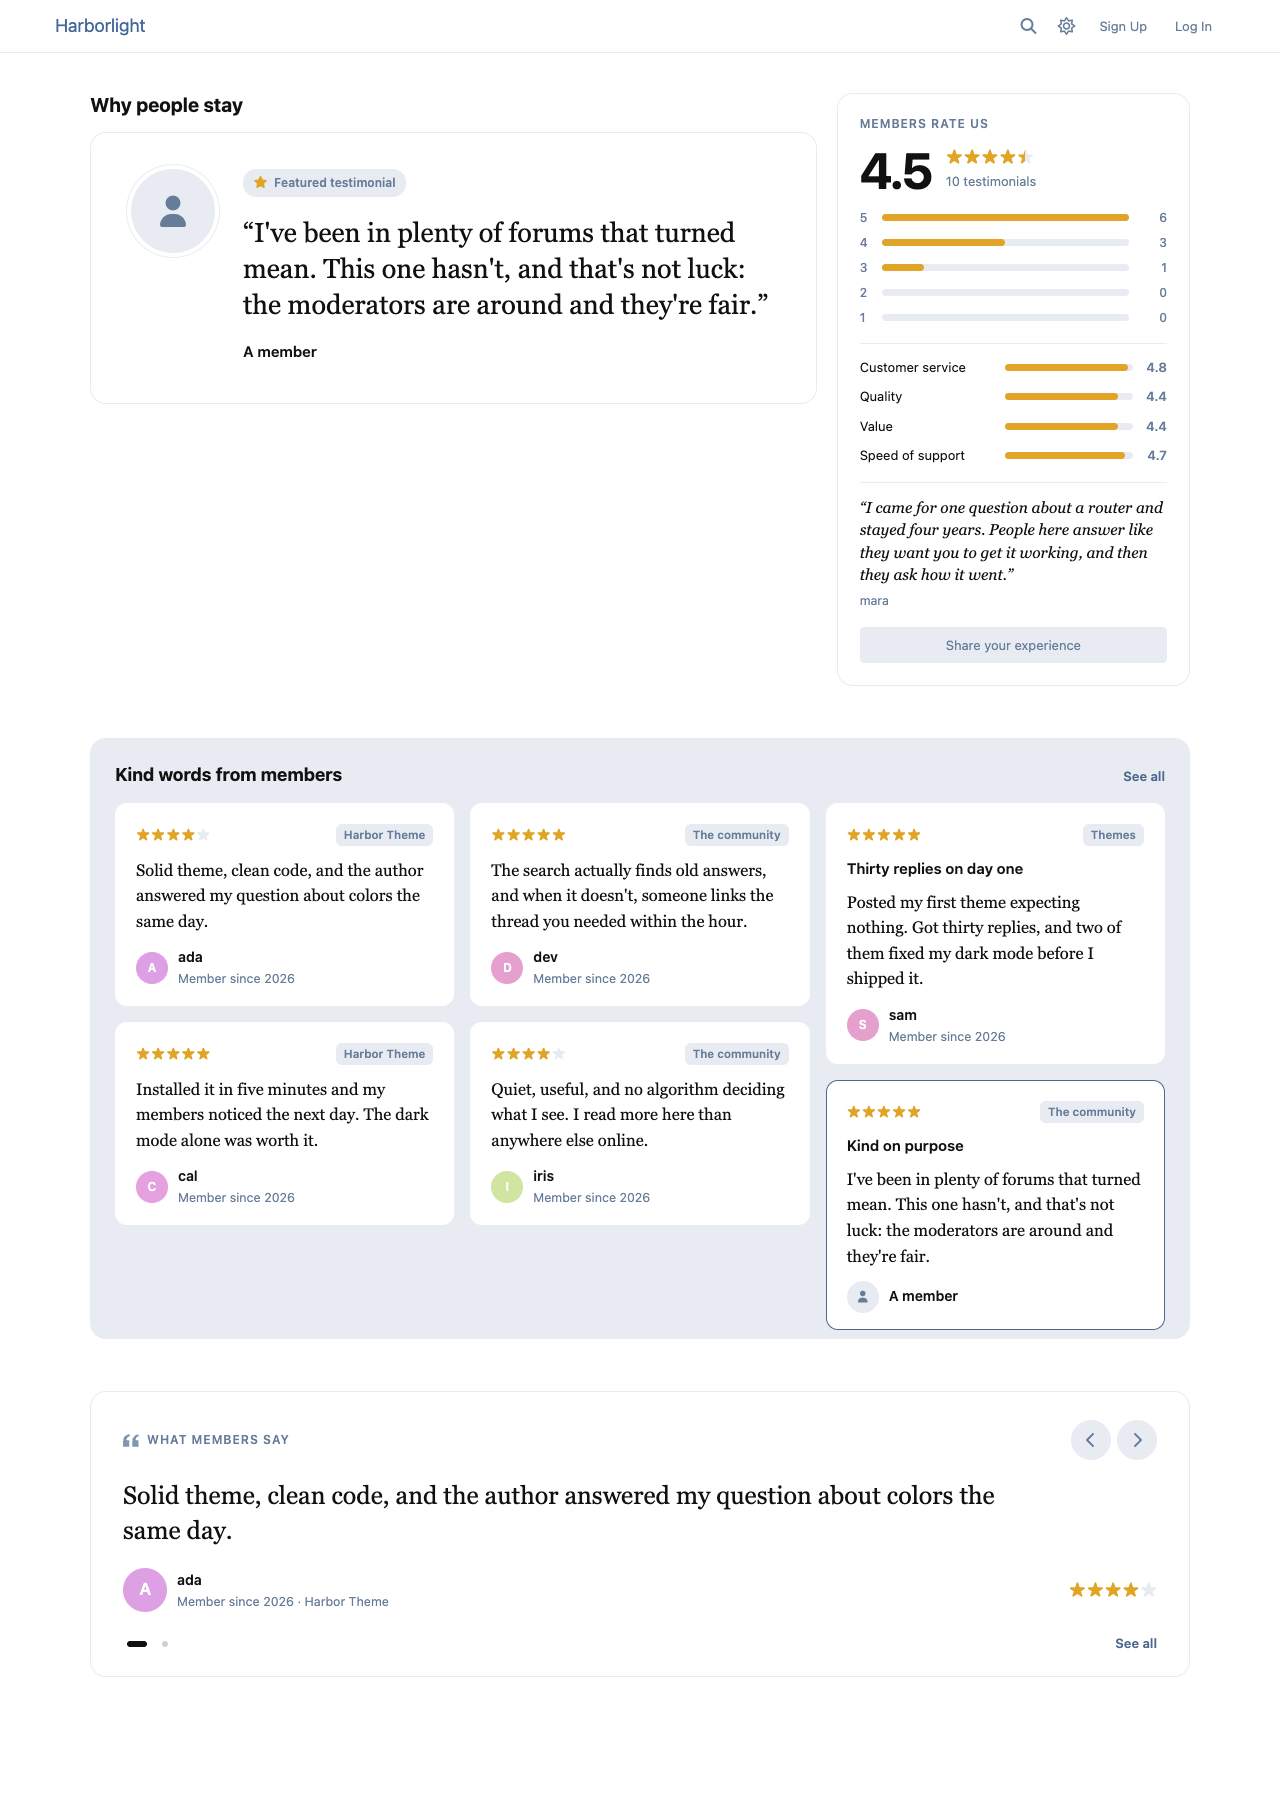 Harborlight
Sign Up
Log In
Why people stay
Featured testimonial
“I've been in plenty of forums that turned
mean. This one hasn't, and that's not luck:
the moderators are around and they're fair.”
A member
MEMBERS RATE US
4.5
10 testimonials
5 6
4 3
3 1
2 0
1 0
Customer service 4.8
Quality 4.4
Value 4.4
Speed of support 4.7
“I came for one question about a router and
stayed four years. People here answer like
they want you to get it working, and then
they ask how it went.”
mara
Share your experience
Kind words from members
See all
Harbor Theme
Solid theme, clean code, and the author
answered my question about colors the
same day.
A
ada
Member since 2026
The community
The search actually finds old answers,
and when it doesn't, someone links the
thread you needed within the hour.
D
dev
Member since 2026
Themes
Thirty replies on day one
Posted my first theme expecting
nothing. Got thirty replies, and two of
them fixed my dark mode before I
shipped it.
S
sam
Member since 2026
Harbor Theme
Installed it in five minutes and my
members noticed the next day. The dark
mode alone was worth it.
C
cal
Member since 2026
The community
Quiet, useful, and no algorithm deciding
what I see. I read more here than
anywhere else online.
I
iris
Member since 2026
The community
Kind on purpose
I've been in plenty of forums that turned
mean. This one hasn't, and that's not
luck: the moderators are around and
they're fair.
A member
WHAT MEMBERS SAY
Solid theme, clean code, and the author answered my question about colors the
same day.
A
ada
Member since 2026 · Harbor Theme
See all